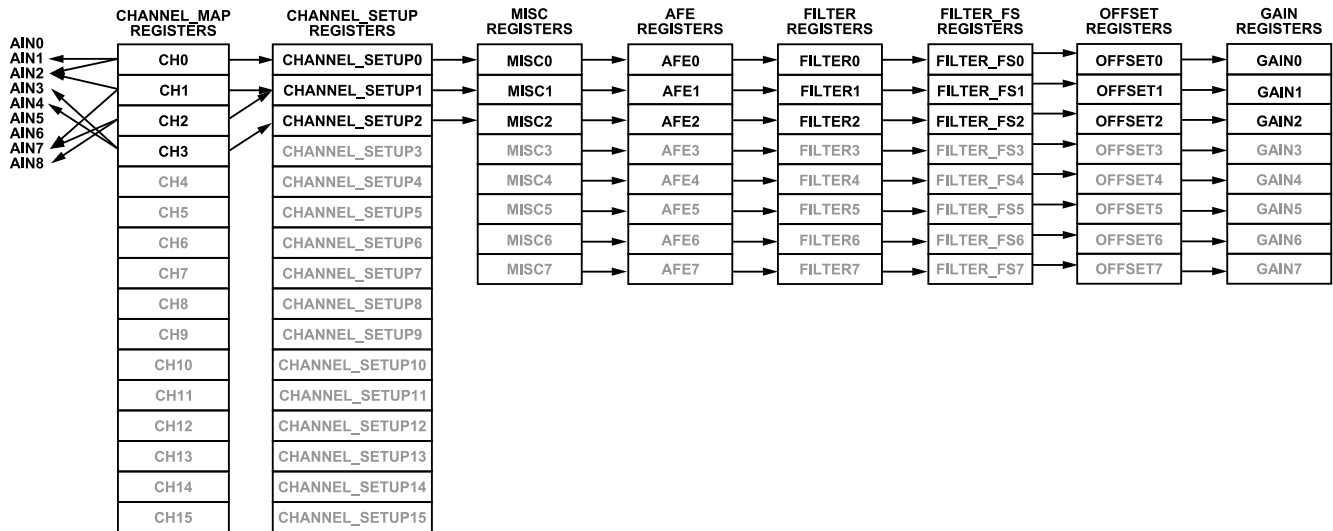 CHANNEL_MAP REGISTERS
CHANNEL_SETUP REGISTERS
MISC REGISTERS
AFE REGISTERS
FILTER REGISTERS
FILTER_FS REGISTERS
OFFSET REGISTERS
GAIN REGISTERS
AIN0
AIN1
AIN2
AIN3
AIN4
AIN5
AIN6
AIN7
AIN8
CH0 CHANNEL_SETUP0 MISC0 AFE0 FILTER0 FILTER_FS0 OFFSET0 GAIN0
CH1 CHANNEL_SETUP1 MISC1 AFE1 FILTER1 FILTER_FS1 OFFSET1 GAIN1
CH2 CHANNEL_SETUP2 MISC2 AFE2 FILTER2 FILTER_FS2 OFFSET2 GAIN2
CH3 CHANNEL_SETUP3 MISC3 AFE3 FILTER3 FILTER_FS3 OFFSET3 GAIN3
CH4 CHANNEL_SETUP4 MISC4 AFE4 FILTER4 FILTER_FS4 OFFSET4 GAIN4
CH5 CHANNEL_SETUP5 MISC5 AFE5 FILTER5 FILTER_FS5 OFFSET5 GAIN5
CH6 CHANNEL_SETUP6 MISC6 AFE6 FILTER6 FILTER_FS6 OFFSET6 GAIN6
CH7 CHANNEL_SETUP7 MISC7 AFE7 FILTER7 FILTER_FS7 OFFSET7 GAIN7
CH8 CHANNEL_SETUP8
CH9 CHANNEL_SETUP9
CH10 CHANNEL_SETUP10
CH11 CHANNEL_SETUP11
CH12 CHANNEL_SETUP12
CH13 CHANNEL_SETUP13
CH14 CHANNEL_SETUP14
CH15 CHANNEL_SETUP15